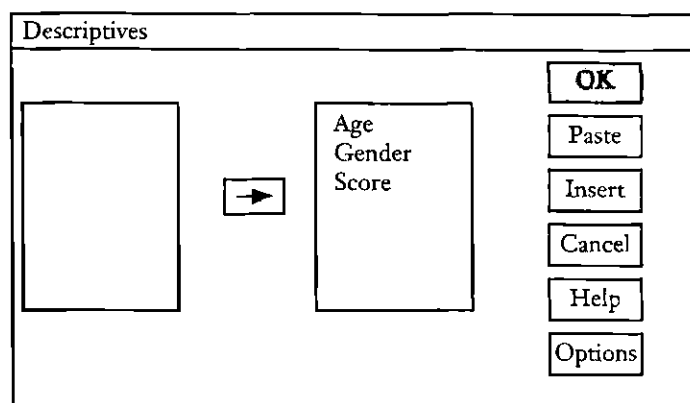 Descriptives
Age
Gender
Score
OK
Paste
Insert
Cancel
Help
Options